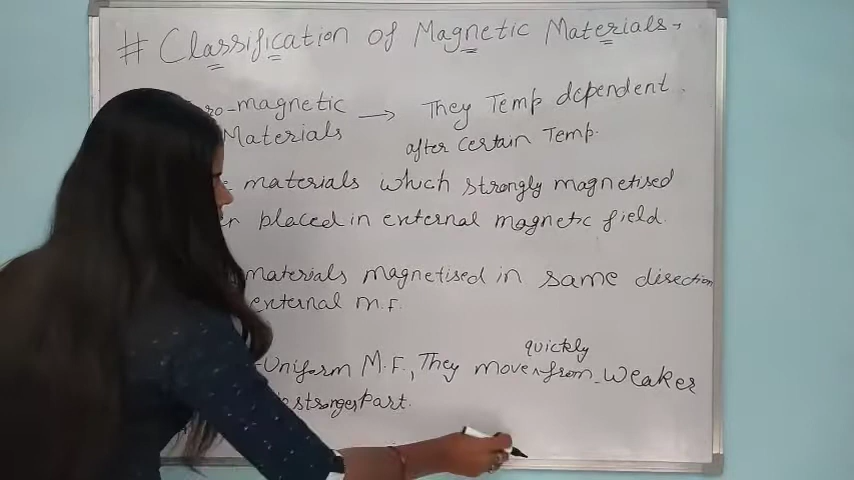 # Classification of Magnetic Materials →
ro-magnetic → They Temp dependent
Materials after certain Temp.
materials which strongly magnetised
placed in external magnetic field.
materials magnetised in same direction
external m.F.
quickly
Uniform M.F., They move ^ from weaker
stronger part.